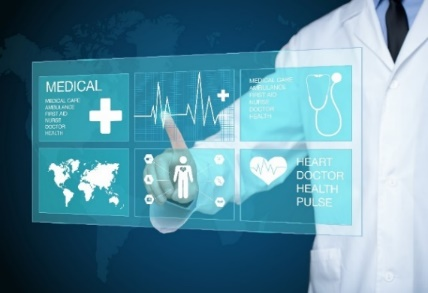 MEDICAL
MEDICAL CARE
AMBULANCE
FIRST AID
NURSE
DOCTOR
HEALTH
MEDICAL CARE
AMBULANCE
FIRST AID
NURSE
DOCTOR
HEALTH
HEART
DOCTOR
HEALTH
PULSE